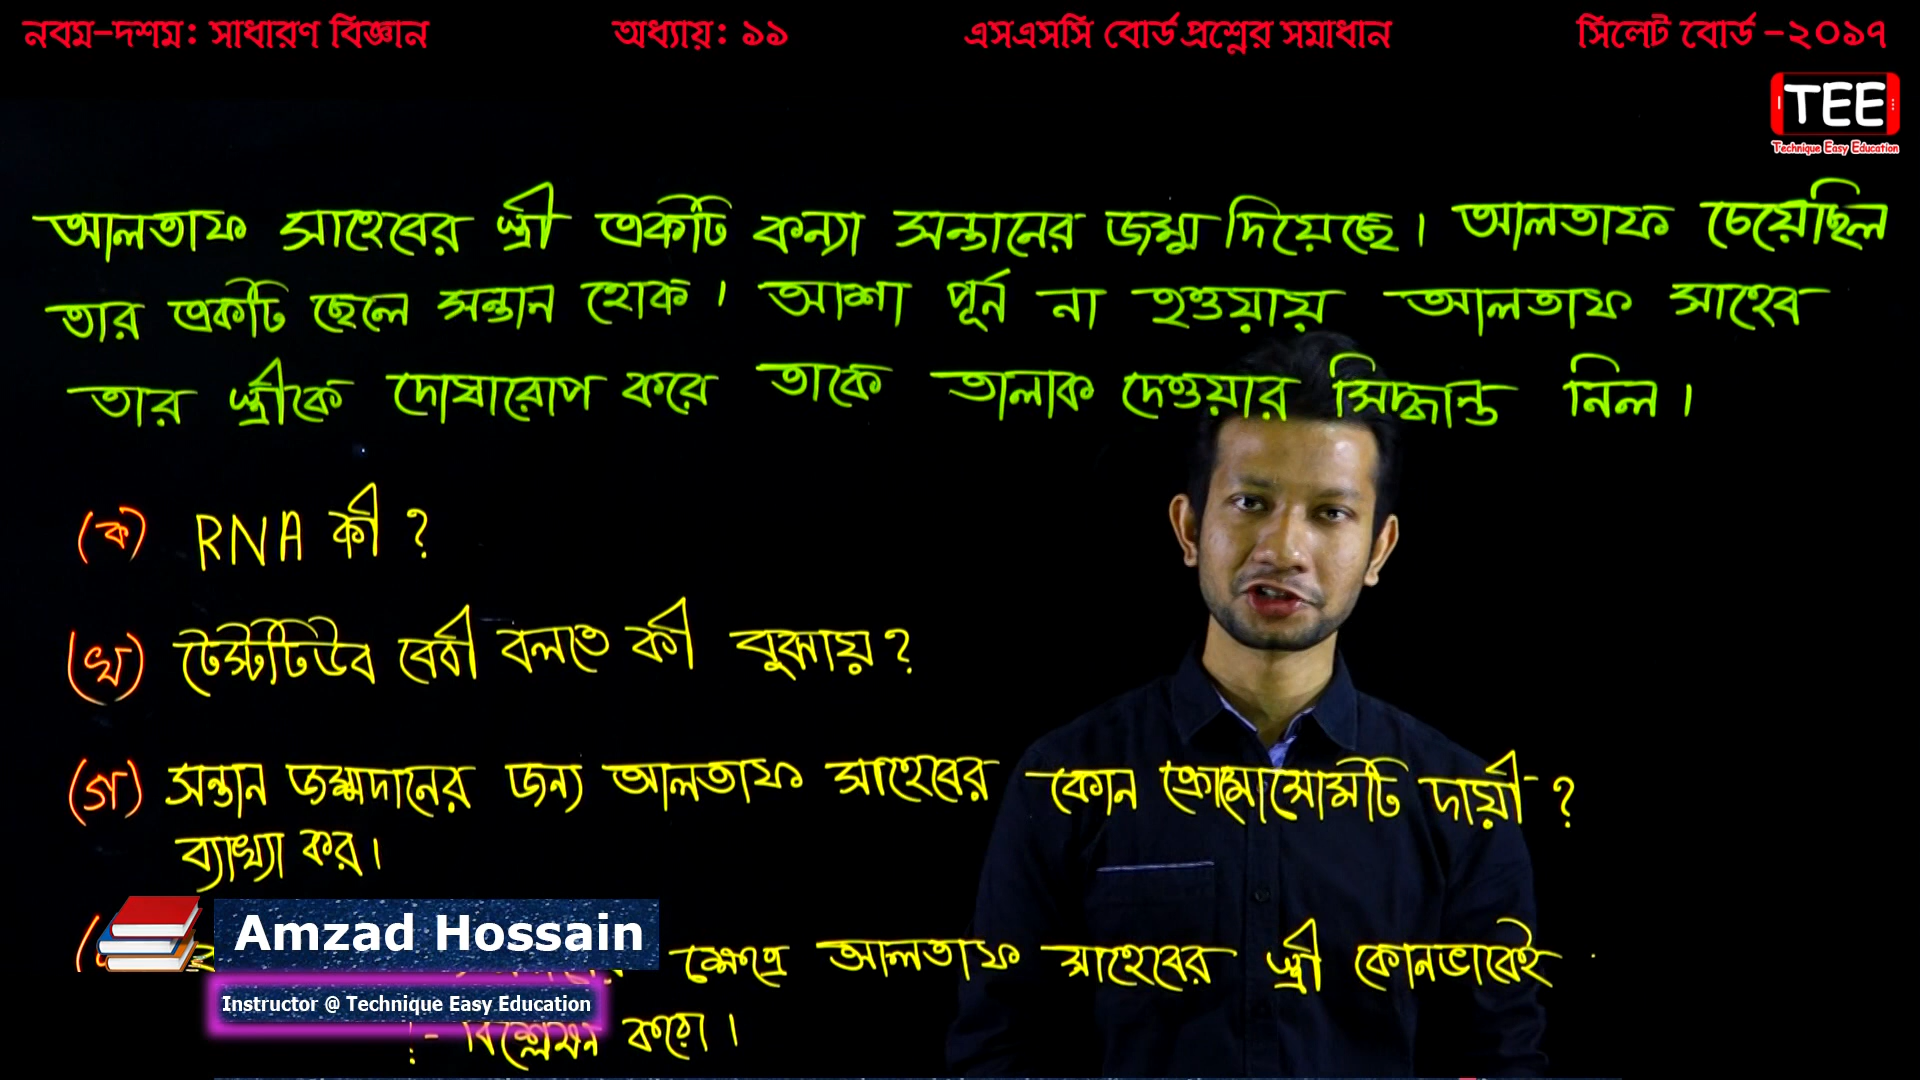 নবম-দশম: সাধারণ বিজ্ঞান অধ্যায়: ১১ এসএসসি বোর্ড প্রশ্নের সমাধান সিলেট বোর্ড -২০১৭
TEE
Technique Easy Education
আলতাফ সাহেবের স্ত্রী একটি কন্যা সন্তানের জন্ম দিয়েছে। আলতাফ চেয়েছিল
তার একটি ছেলে সন্তান হোক। আশা পূর্ন না হওয়ায় আলতাফ সাহেব
তার স্ত্রীকে দোষারোপ করে তাকে তালাক দেওয়ার সিদ্ধান্ত নিল।
(ক) RNA কী?
(খ) টেস্টটিউব বেবী বলতে কী বুঝায়?
(গ) সন্তান জন্মদানের জন্য আলতাফ সাহেবের কোন ক্রোমোসোমটি দায়ী?
ব্যাখ্যা কর।
ক্ষেত্রে আলতাফ সাহেবের স্ত্রী কোনভাবেই
- বিশ্লেষন করো।
Amzad Hossain
Instructor @ Technique Easy Education